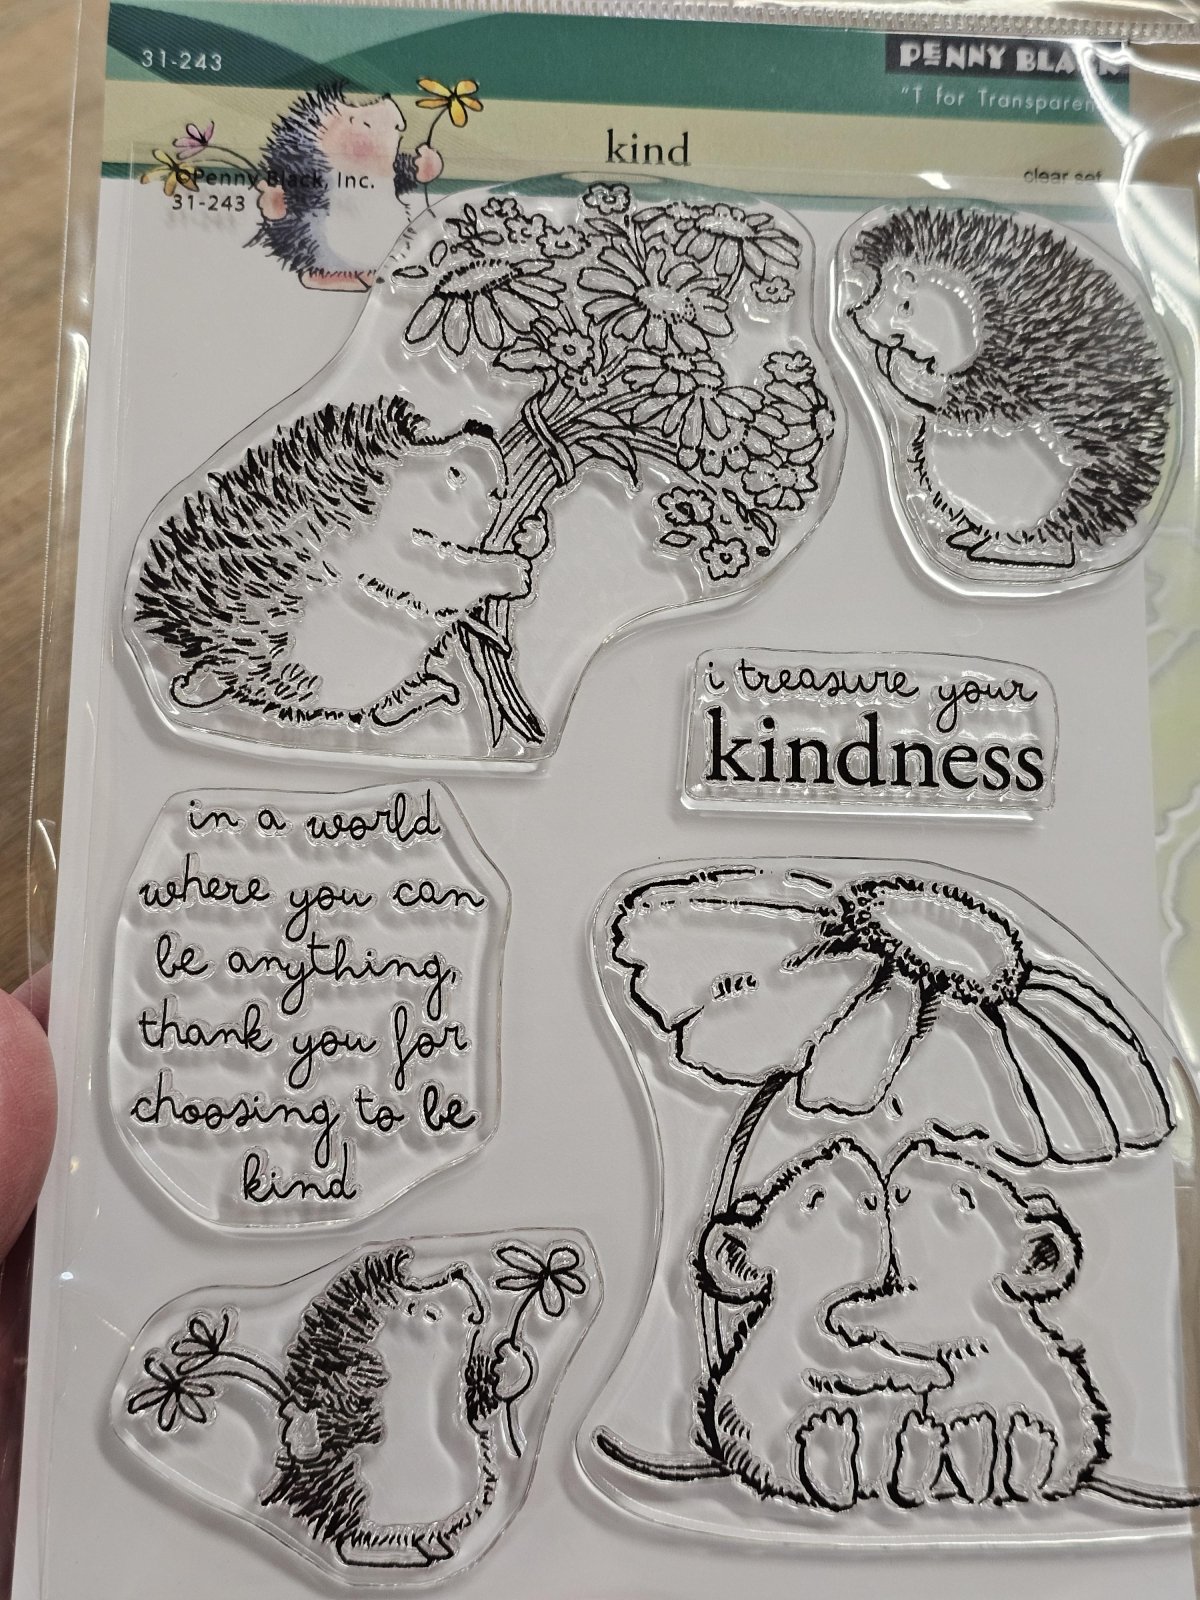 31-243
PENNY BLACK
"T for Transparen
kind
©Penny Black, Inc.
31-243
clear set
i treasure your
kindness
in a world
where you can
be anything,
thank you for
choosing to be
kind